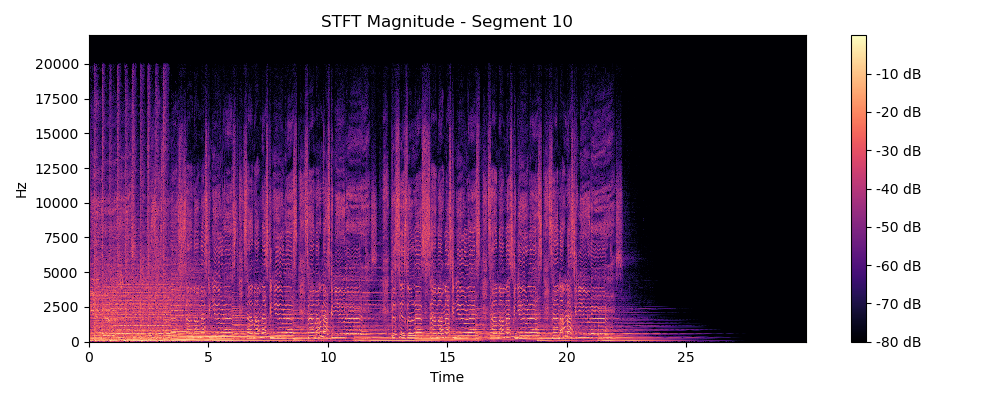 STFT Magnitude - Segment 10
Hz
20000
17500
15000
12500
10000
7500
5000
2500
0
0 5 10 15 20 25
Time
-10 dB
-20 dB
-30 dB
-40 dB
-50 dB
-60 dB
-70 dB
-80 dB